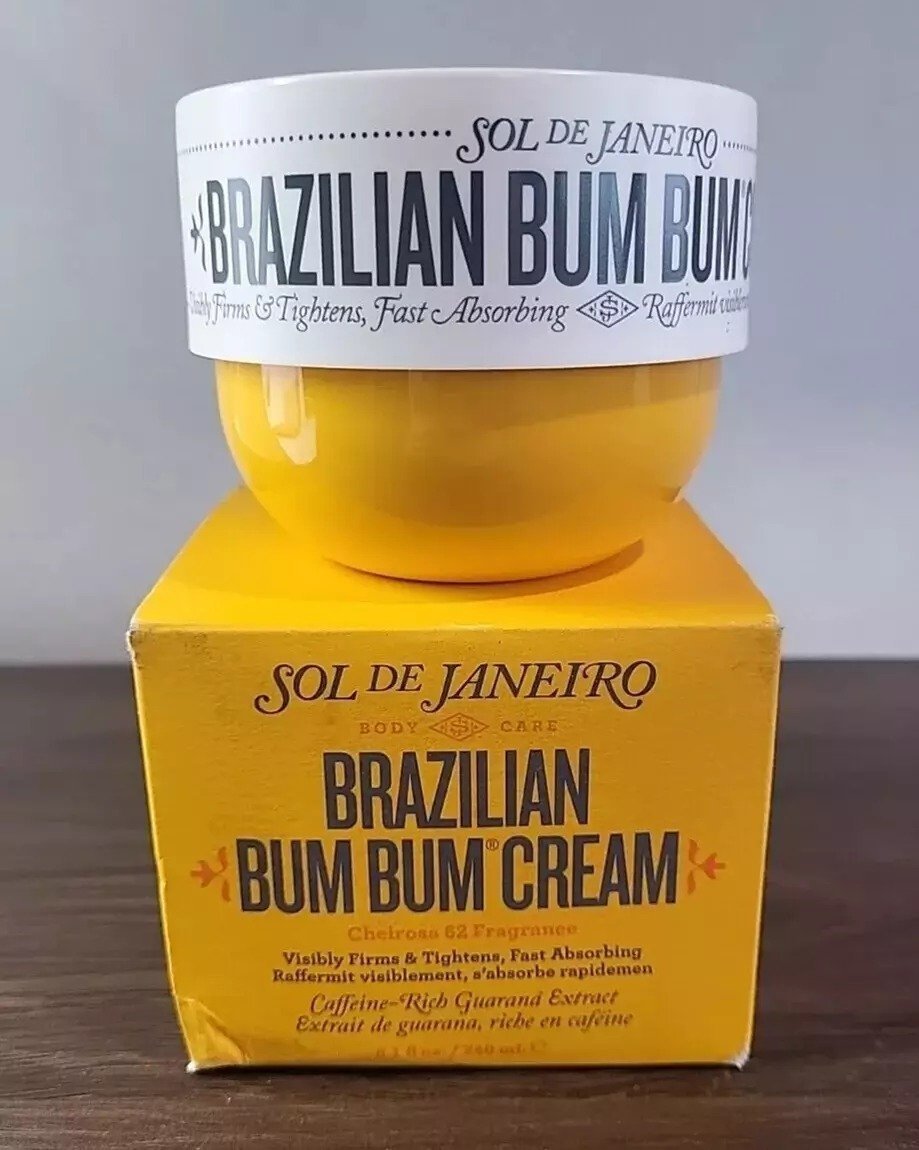 SOL DE JANEIRO
BRAZILIAN BUM BUM
Firms & Tightens, Fast Absorbing Raffermit
SOL DE JANEIRO
BODY CARE
BRAZILIAN
BUM BUM® CREAM
Cheirosa 62 Fragrance
Visibly Firms & Tightens, Fast Absorbing
Raffermit visiblement, s'absorbe rapidemen
Caffeine-Rich Guaraná Extract
Extrait de guarana, riche en caféine